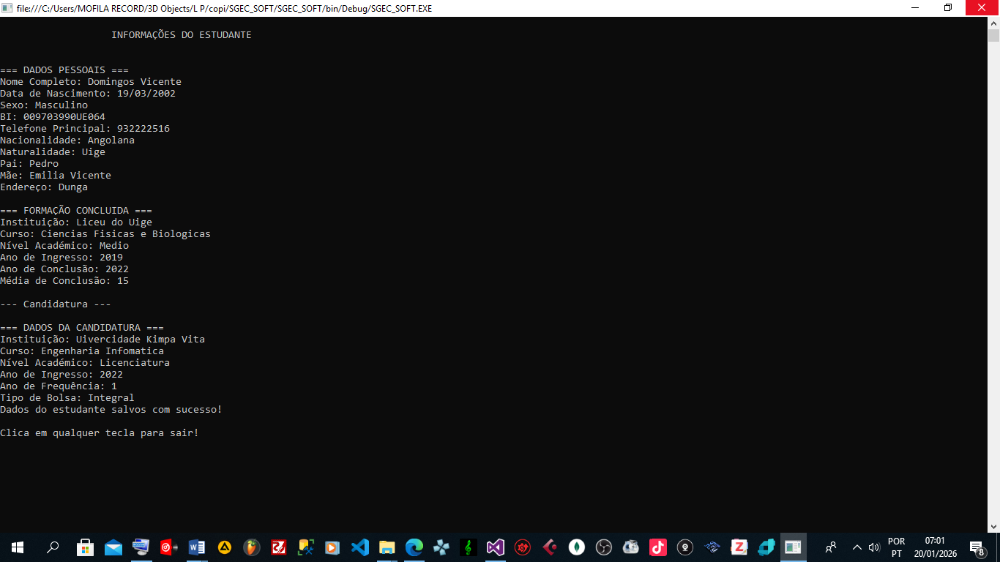 file:///C:/Users/MOFILA RECORD/3D Objects/L P/copi/SGEC_SOFT/SGEC_SOFT/bin/Debug/SGEC_SOFT.EXE
INFORMAÇÕES DO ESTUDANTE
=== DADOS PESSOAIS ===
Nome Completo: Domingos Vicente
Data de Nascimento: 19/03/2002
Sexo: Masculino
BI: 009703990UE064
Telefone Principal: 932222516
Nacionalidade: Angolana
Naturalidade: Uige
Pai: Pedro
Mãe: Emilia Vicente
Endereço: Dunga
=== FORMAÇÃO CONCLUIDA ===
Instituição: Liceu do Uige
Curso: Ciencias Fisicas e Biologicas
Nível Académico: Medio
Ano de Ingresso: 2019
Ano de Conclusão: 2022
Média de Conclusão: 15
--- Candidatura ---
=== DADOS DA CANDIDATURA ===
Instituição: Uivercidade Kimpa Vita
Curso: Engenharia Infomatica
Nível Académico: Licenciatura
Ano de Ingresso: 2022
Ano de Frequência: 1
Tipo de Bolsa: Integral
Dados do estudante salvos com sucesso!
Clica em qualquer tecla para sair!
POR 07:01
PT 20/01/2026 8